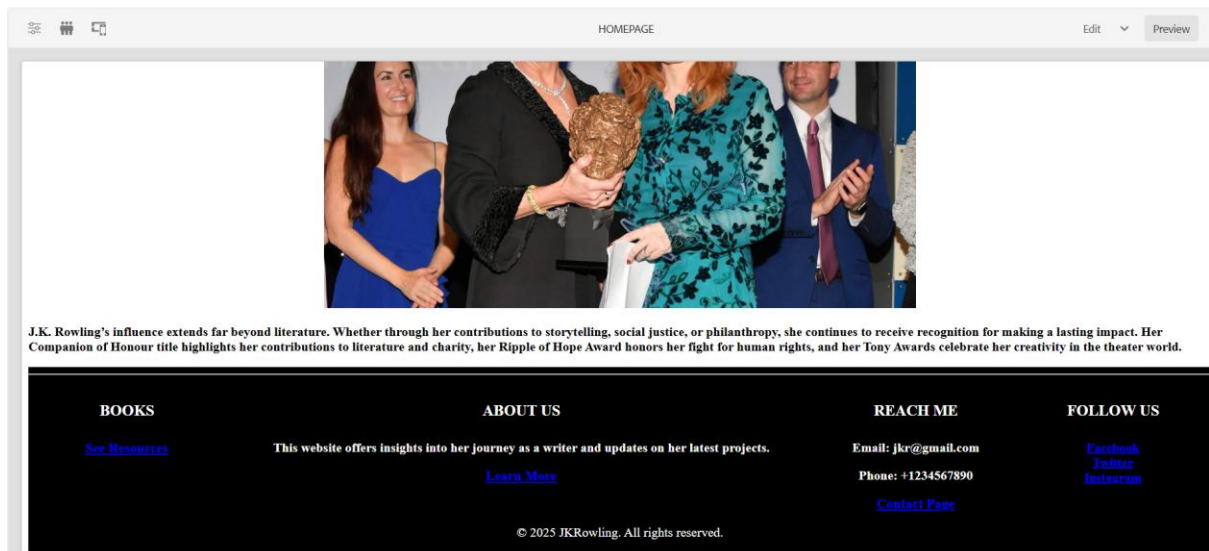 HOMEPAGE
Edit
Preview
J.K. Rowling’s influence extends far beyond literature. Whether through her contributions to storytelling, social justice, or philanthropy, she continues to receive recognition for making a lasting impact. Her
Companion of Honour title highlights her contributions to literature and charity, her Ripple of Hope Award honors her fight for human rights, and her Tony Awards celebrate her creativity in the theater world.
BOOKS
See Resources
ABOUT US
This website offers insights into her journey as a writer and updates on her latest projects.
Learn More
REACH ME
Email: jkr@gmail.com
Phone: +1234567890
Contact Page
FOLLOW US
Facebook
Twitter
Instagram
© 2025 JKRowling. All rights reserved.